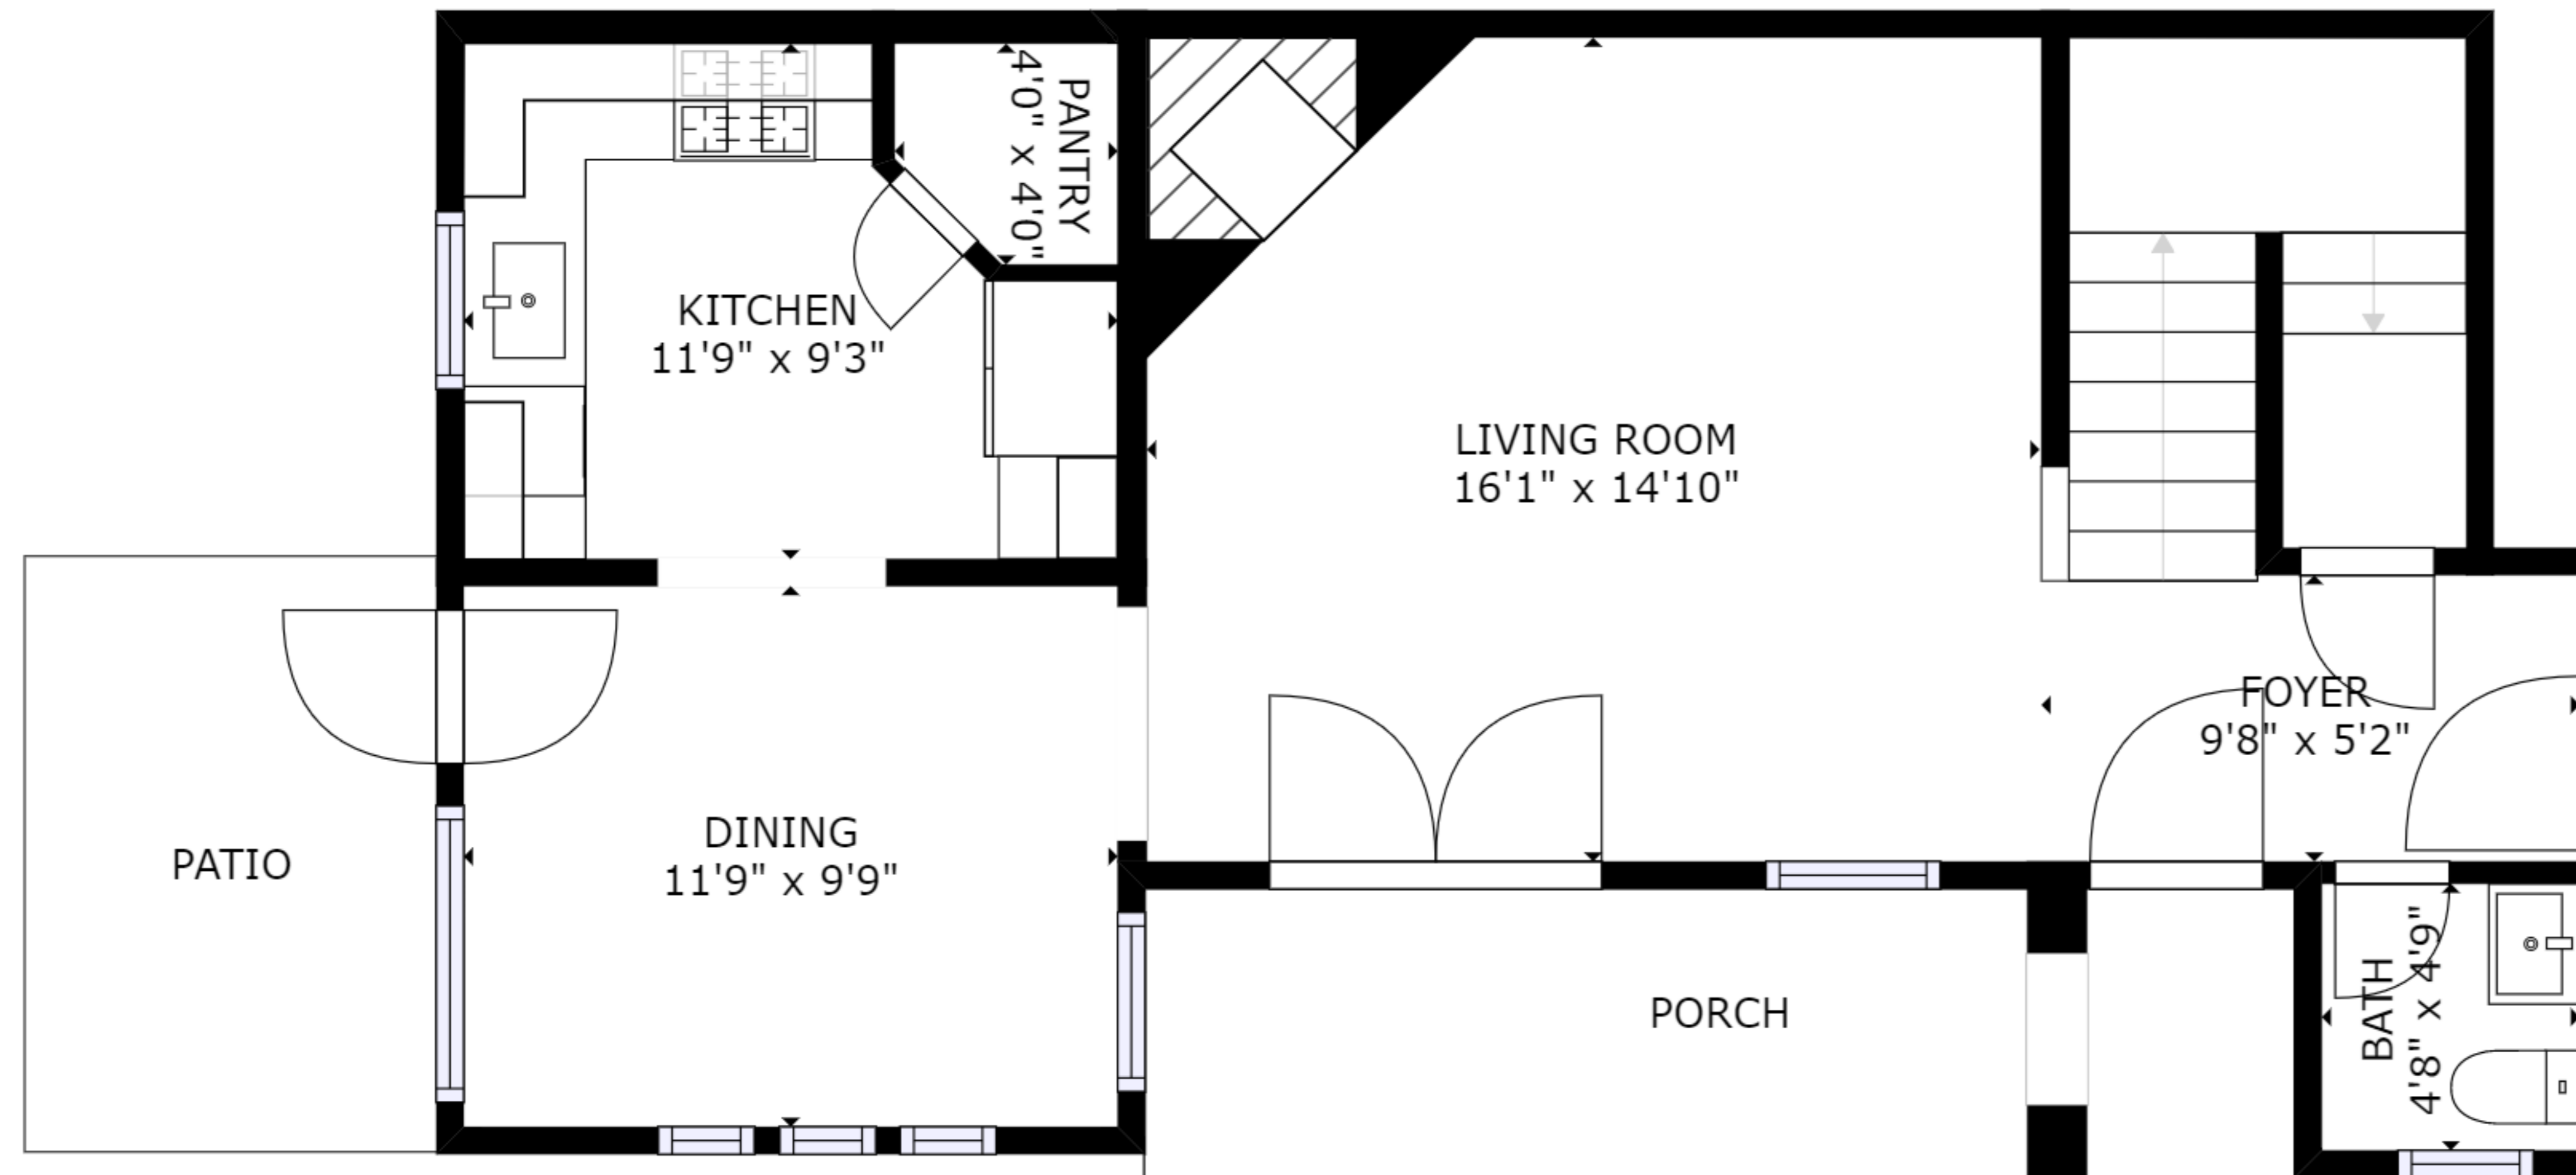 PANTRY
4'0" x 4'0"
KITCHEN
11'9" x 9'3"
LIVING ROOM
16'1" x 14'10"
FOYER
9'8" x 5'2"
DINING
11'9" x 9'9"
PATIO
PORCH
BATH
4'8" x 4'9"